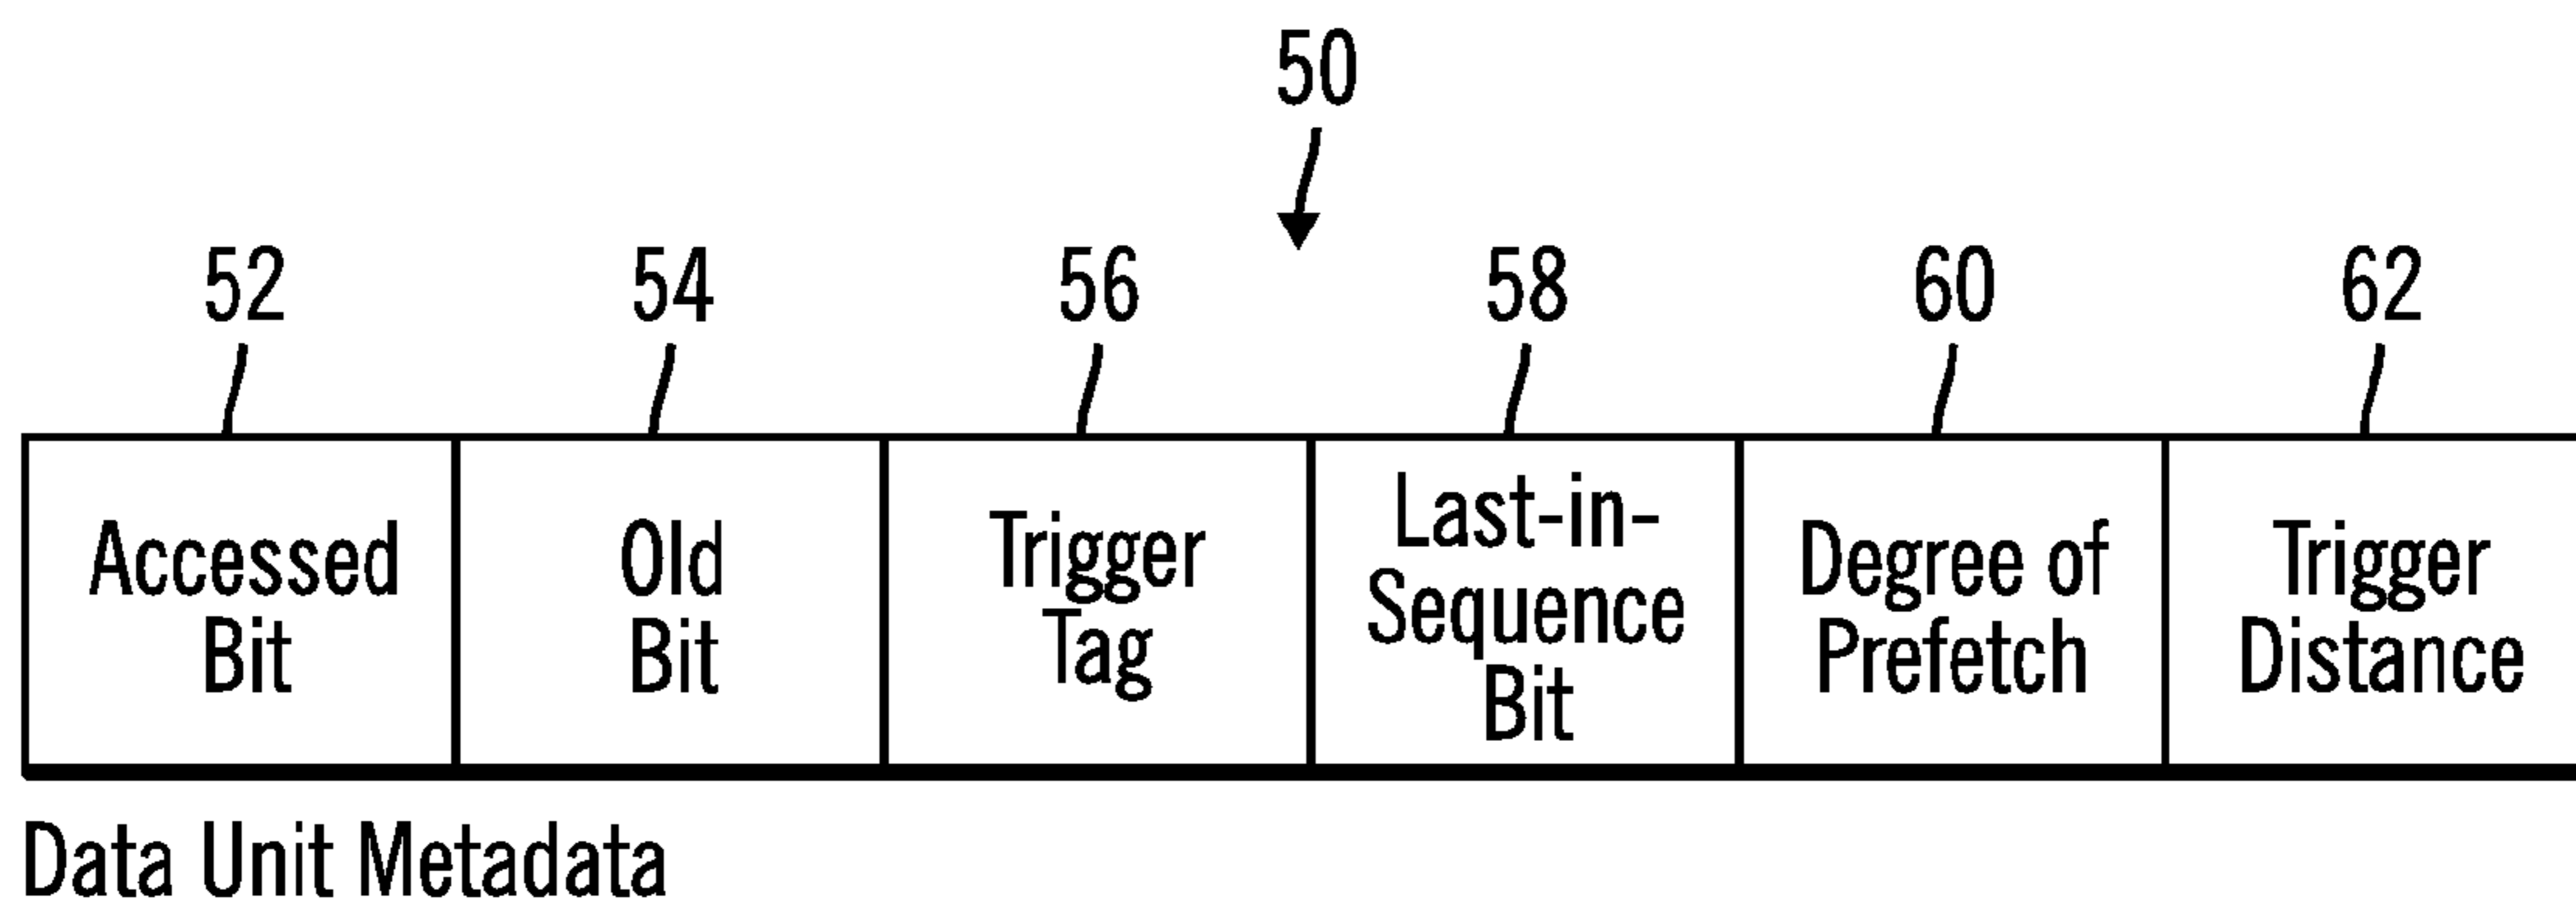 50
52 54 56 58 60 62
Accessed
Bit
Old
Bit
Trigger
Tag
Last-in-
Sequence
Bit
Degree of
Prefetch
Trigger
Distance
Data Unit Metadata